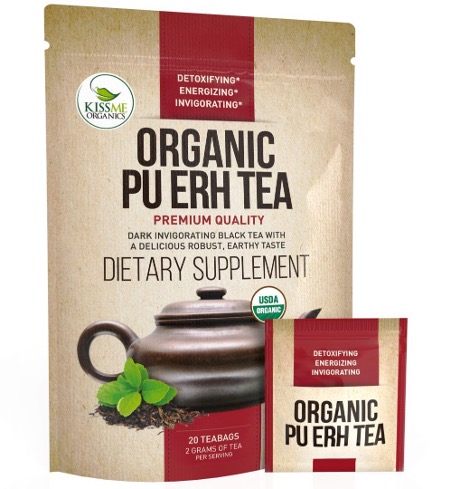 DETOXIFYING*
ENERGIZING*
INVIGORATING*
KISSME
ORGANICS
ORGANIC
PU ERH TEA
PREMIUM QUALITY
DARK INVIGORATING BLACK TEA WITH
A DELICIOUS ROBUST, EARTHY TASTE
DIETARY SUPPLEMENT
USDA
ORGANIC
20 TEABAGS
2 GRAMS OF TEA
PER SERVING
DETOXIFYING
ENERGIZING
INVIGORATING
ORGANIC
PU ERH TEA